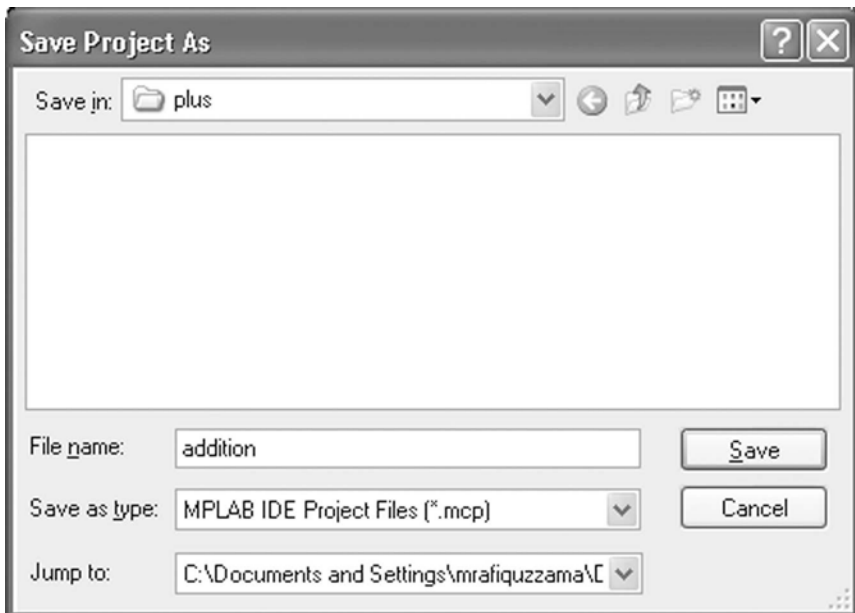 Save Project As
Save in: plus
File name: addition
Save
Save as type: MPLAB IDE Project Files (*.mcp)
Cancel
Jump to: C:\Documents and Settings\mrafiquzzama\D